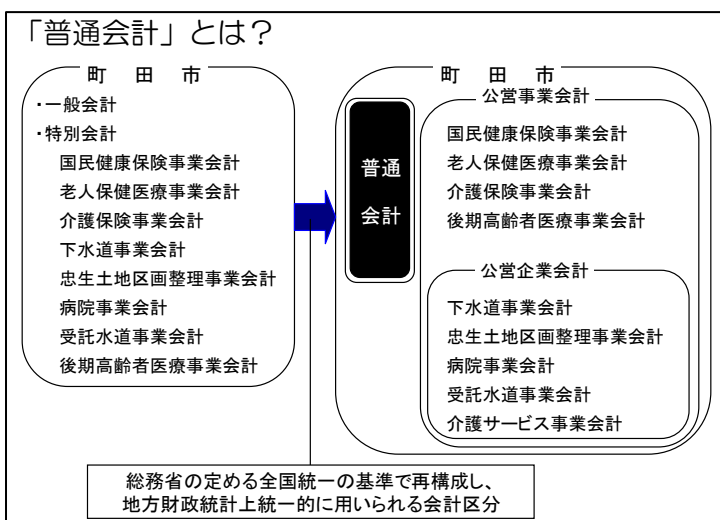 「普通会計」とは？
町　田　市
・一般会計
・特別会計
国民健康保険事業会計
老人保健医療事業会計
介護保険事業会計
下水道事業会計
忠生土地区画整理事業会計
病院事業会計
受託水道事業会計
後期高齢者医療事業会計
町　田　市
普通
会計
公営事業会計
国民健康保険事業会計
老人保健医療事業会計
介護保険事業会計
後期高齢者医療事業会計
公営企業会計
下水道事業会計
忠生土地区画整理事業会計
病院事業会計
受託水道事業会計
介護サービス事業会計
総務省の定める全国統一の基準で再構成し、
地方財政統計上統一的に用いられる会計区分